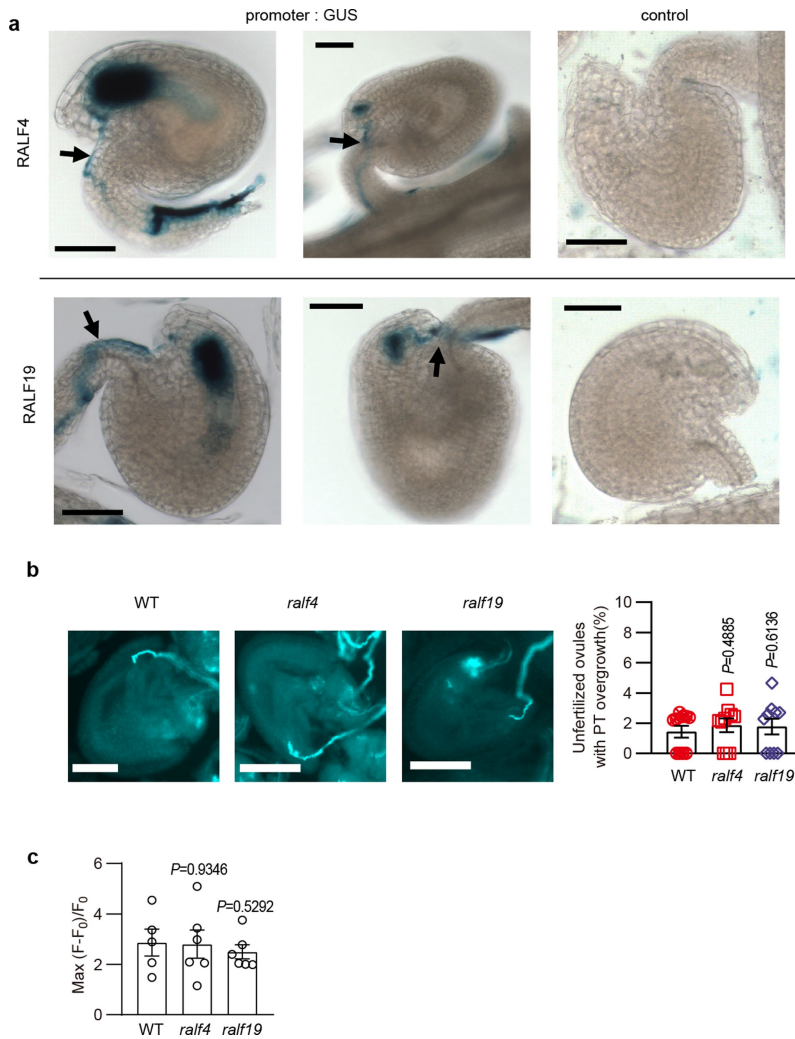 promoter : GUS
control
a
RALF4
RALF19
b
WT
ralf4
ralf19
Unfertilized ovules
with PT overgrowth(%)
10
8
6
4
2
0
P=0.4885
P=0.6136
WT
ralf4
ralf19
c
Max (F-F0)/F0
6
4
2
0
P=0.9346
P=0.5292
WT
ralf4
ralf19